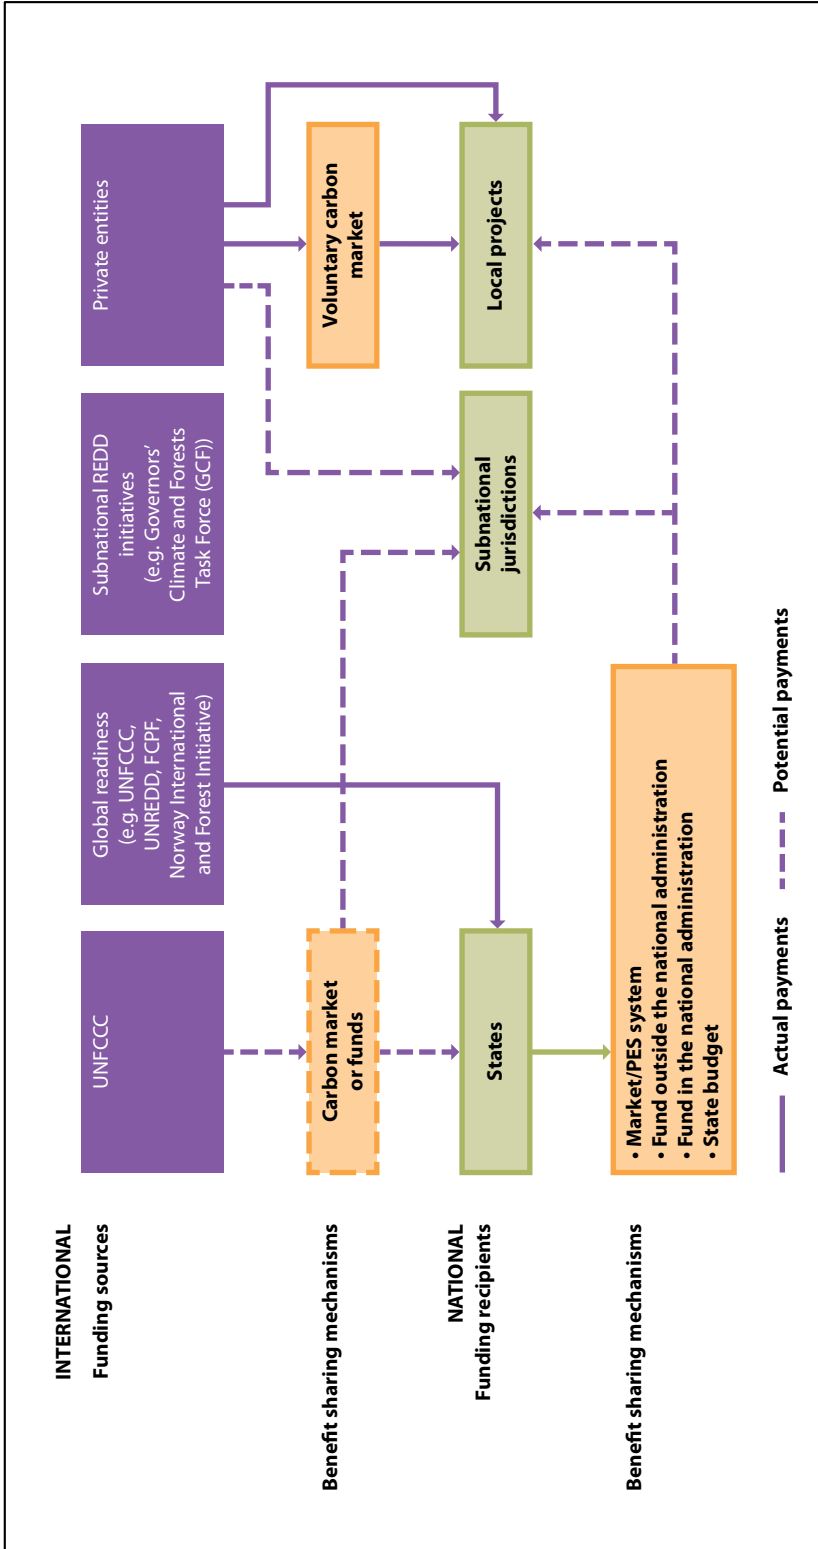 INTERNATIONAL
Funding sources
UNFCCC
Global readiness
(e.g. UNFCCC,
UNREDD, FCPF,
Norway International
and Forest Initiative)
Subnational REDD
initiatives
(e.g. Governors’
Climate and Forests
Task Force (GCF))
Private entities
Benefit sharing mechanisms
Carbon market
or funds
Voluntary carbon
market
NATIONAL
Funding recipients
States
Subnational
jurisdictions
Local projects
Benefit sharing mechanisms
• Market/PES system
• Fund outside the national administration
• Fund in the national administration
• State budget
Actual payments
Potential payments